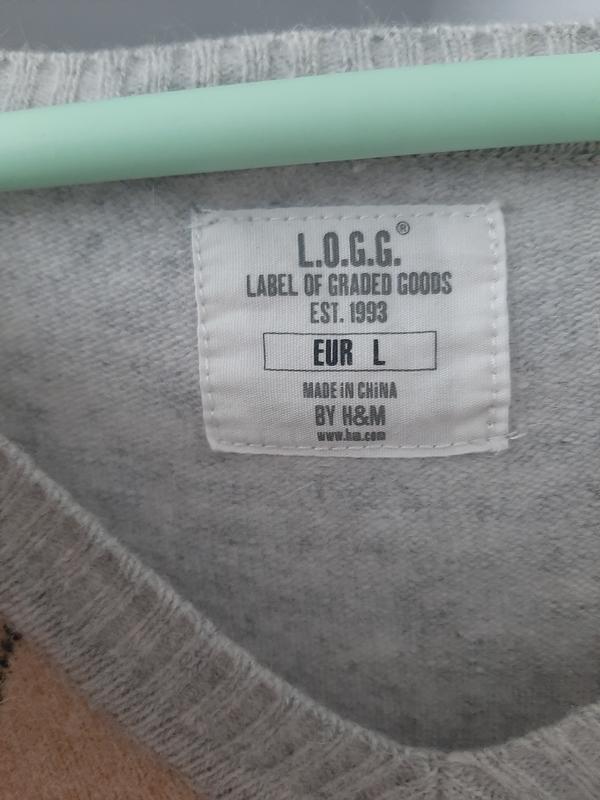 L.O.G.G.®
LABEL OF GRADED GOODS
EST. 1993
EUR L
MADE iN CHiNA
BY H&M
www.hm.com